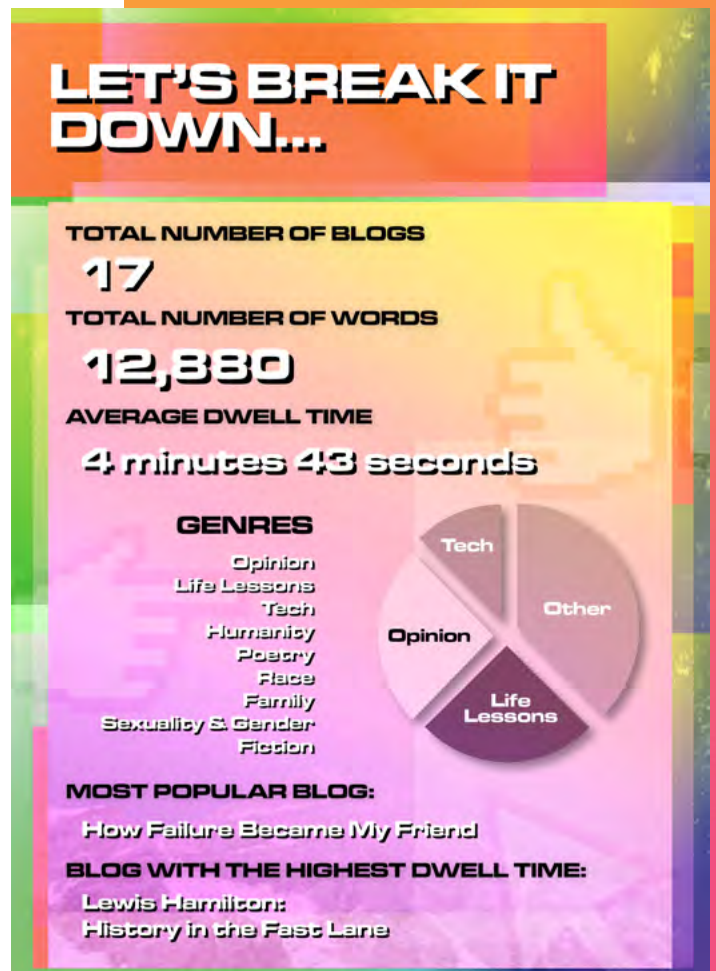 LET'S BREAK IT
DOWN...
TOTAL NUMBER OF BLOGS
17
TOTAL NUMBER OF WORDS
12,880
AVERAGE DWELL TIME
4 minutes 43 seconds
GENRES
Opinion
Life Lessons
Tech
Humanity
Poetry
Race
Family
Sexuality & Gender
Fiction
Tech
Other
Opinion
Life
Lessons
MOST POPULAR BLOG:
How Failure Became My Friend
BLOG WITH THE HIGHEST DWELL TIME:
Lewis Hamilton:
History in the Fast Lane